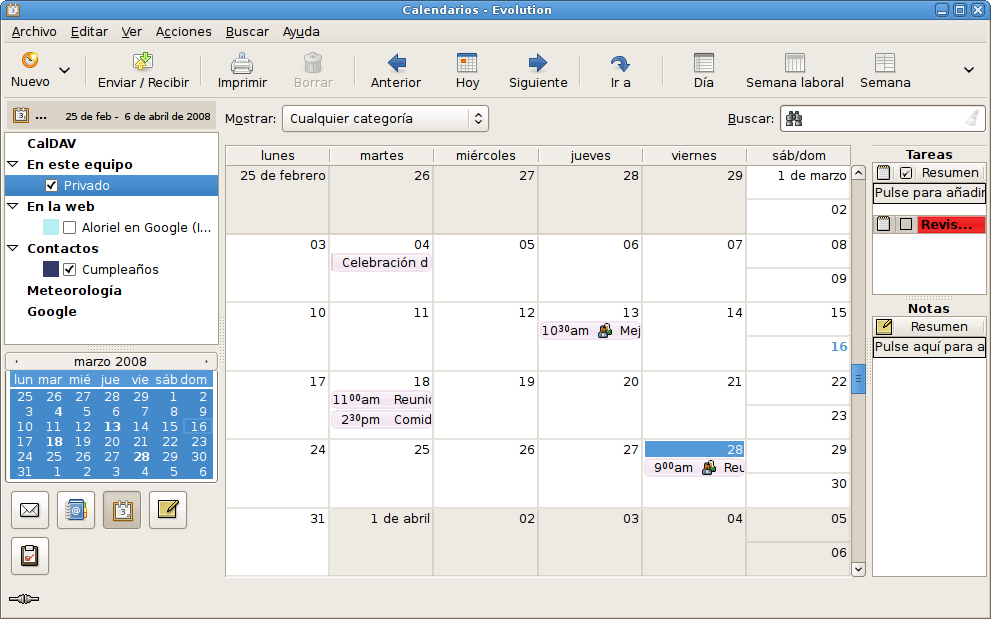 Calendarios - Evolution
Archivo Editar Ver Acciones Buscar Ayuda
Nuevo Enviar / Recibir Imprimir Borrar Anterior Hoy Siguiente Ir a Día Semana laboral Semana
... 25 de feb - 6 de abril de 2008
Mostrar: Cualquier categoría Buscar:
CalDAV
En este equipo
Privado
En la web
Aloriel en Google (I...
Contactos
Cumpleaños
Meteorología
Google
marzo 2008
lun mar mié jue vie sáb dom
25 26 27 28 29 1 2
3 4 5 6 7 8 9
10 11 12 13 14 15 16
17 18 19 20 21 22 23
24 25 26 27 28 29 30
31 1 2 3 4 5 6
lunes martes miércoles jueves viernes sáb/dom
25 de febrero 26 27 28 29 1 de marzo
02
03 04 05 06 07 08
Celebración d
09
10 11 12 13 14 15
10³⁰am Mej
16
17 18 19 20 21 22
11⁰⁰am Reunic
2³⁰pm Comid
23
24 25 26 27 28 29
9⁰⁰am Reu
30
31 1 de abril 02 03 04 05
06
Tareas
Resumen
Pulse para añadir
Revis...
Notas
Resumen
Pulse aquí para a